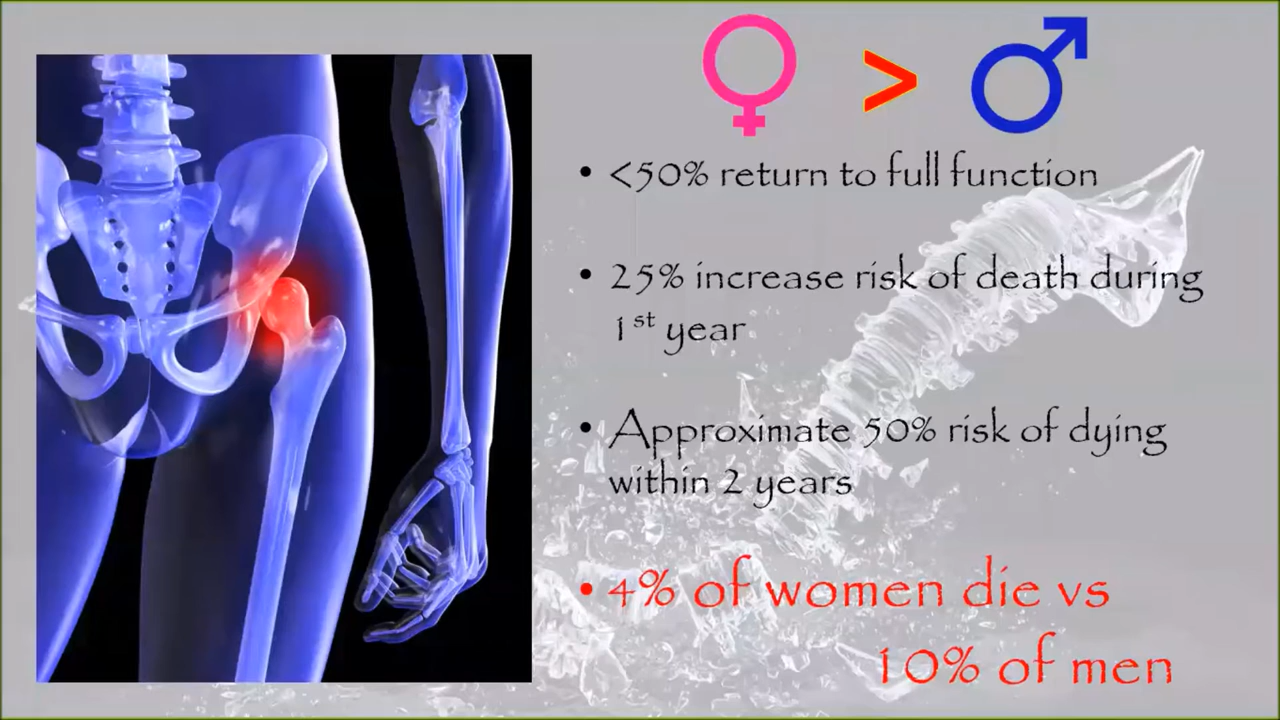 ♀ > ♂
• <50% return to full function
• 25% increase risk of death during
1st year
• Approximate 50% risk of dying
within 2 years
• 4% of women die vs
10% of men